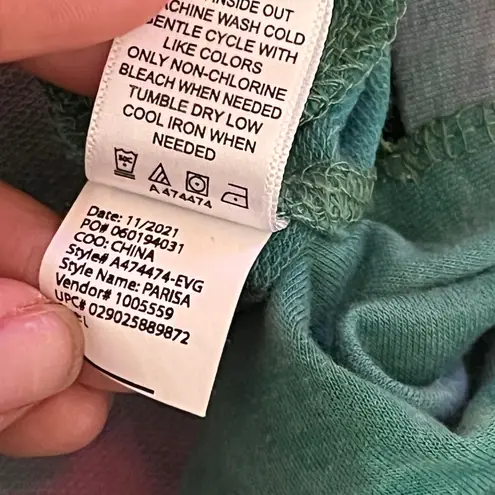 INSIDE OUT
MACHINE WASH COLD
GENTLE CYCLE WITH
LIKE COLORS
ONLY NON-CHLORINE
BLEACH WHEN NEEDED
TUMBLE DRY LOW
COOL IRON WHEN
NEEDED
80C
A474474
Date: 11/2021
PO# 060194031
COO: CHINA
Style# A474474-EVG
Style Name: PARISA
Vendor# 1005559
UPC# 029025889872